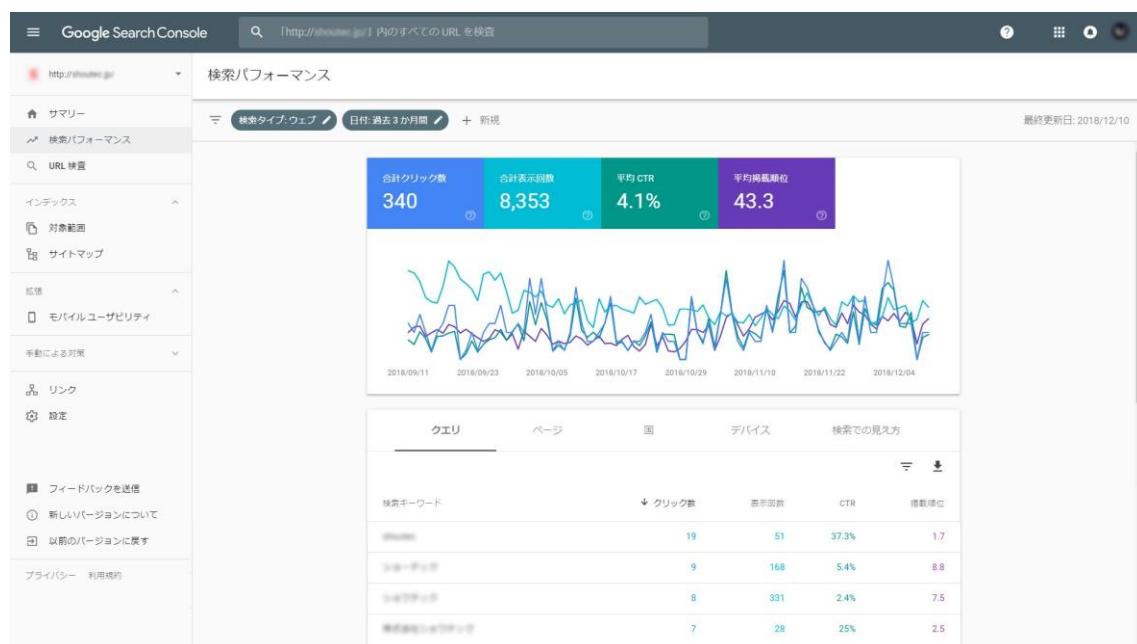 Google Search Console
「http:// 」内のすべての URL を検査
http://
検索パフォーマンス
サマリー
検索パフォーマンス
URL 検査
インデックス
対象範囲
サイトマップ
拡張
モバイル ユーザビリティ
手動による対策
リンク
設定
フィードバックを送信
新しいバージョンについて
以前のバージョンに戻す
プライバシー 利用規約
検索タイプ: ウェブ
日付: 過去 3 か月間
+ 新規
最終更新日: 2018/12/10
合計クリック数 合計表示回数 平均 CTR 平均掲載順位
340 8,353 4.1% 43.3
2018/09/11 2018/09/23 2018/10/05 2018/10/17 2018/10/29 2018/11/10 2018/11/22 2018/12/04
クエリ ページ 国 デバイス 検索での見え方
検索キーワード クリック数 表示回数 CTR 掲載順位
19 51 37.3% 1.7
9 168 5.4% 8.8
8 331 2.4% 7.5
7 28 25% 2.5